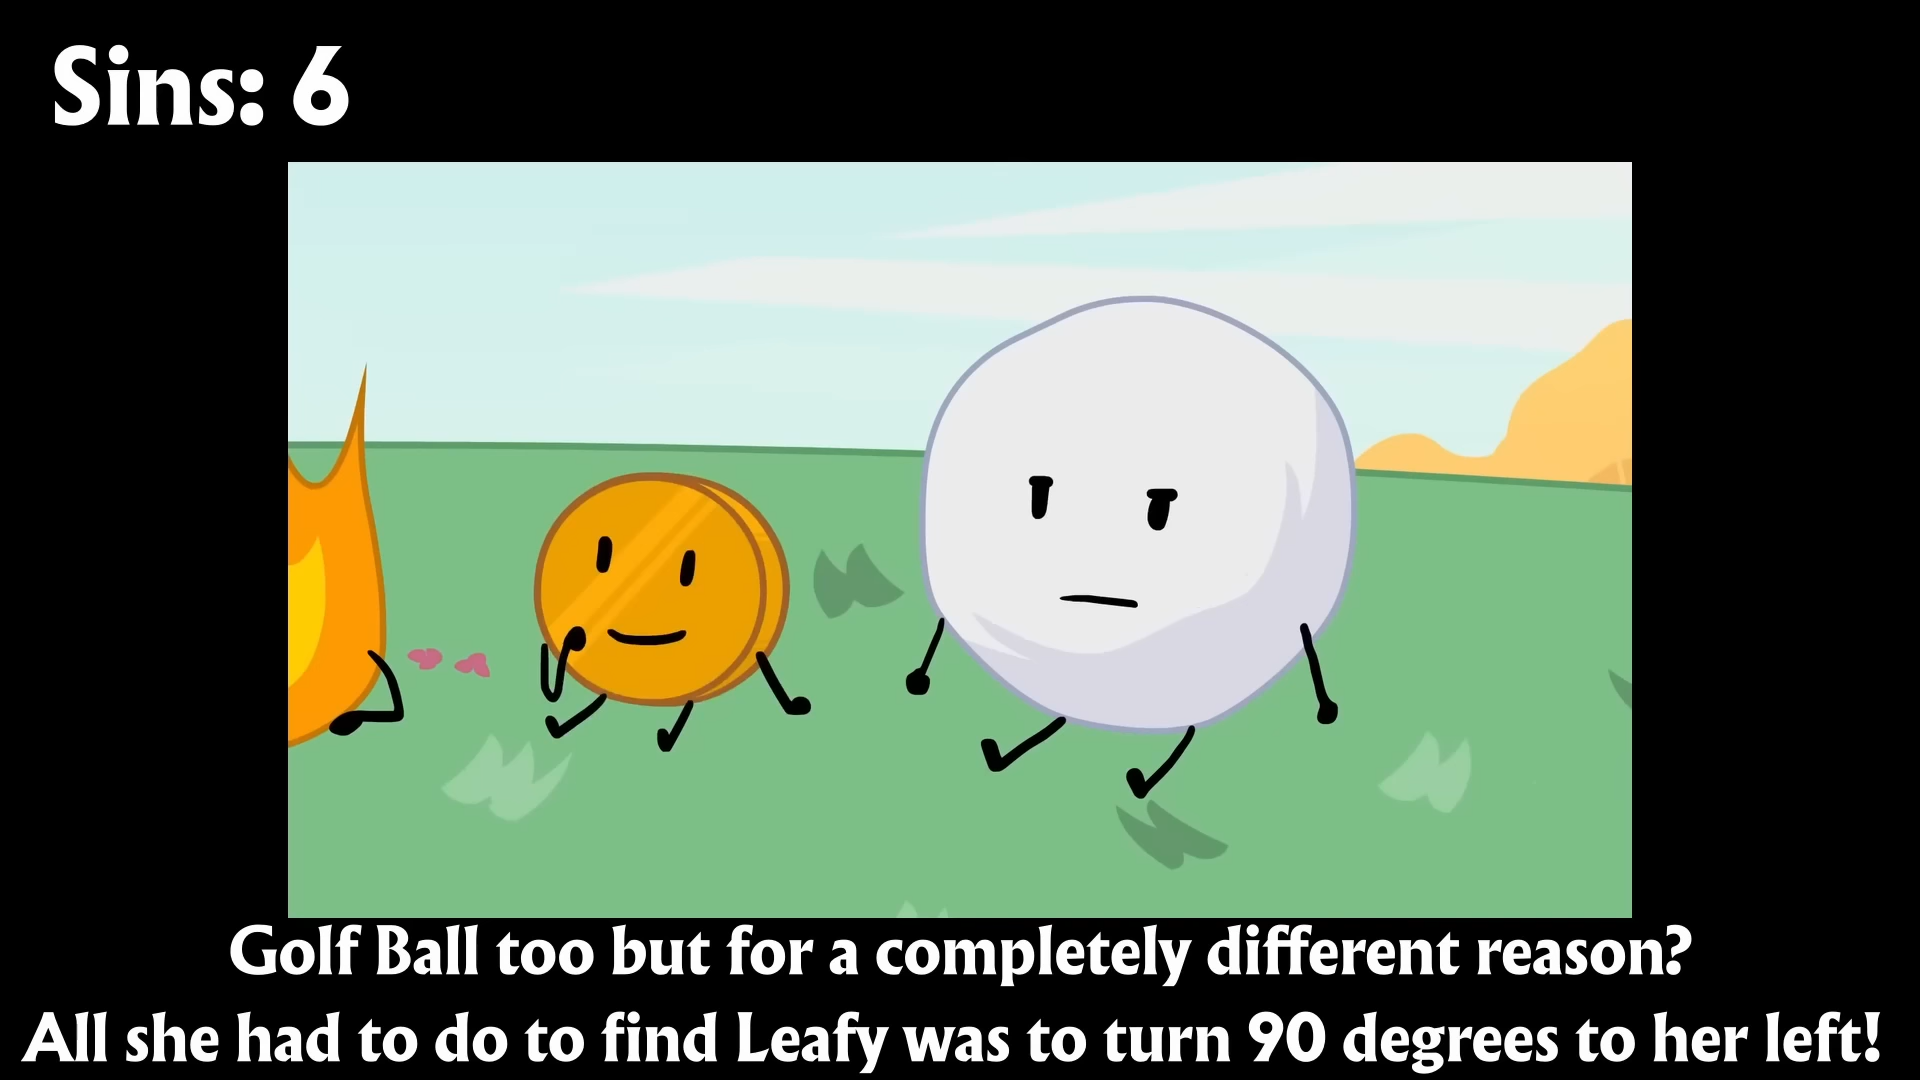 Sins: 6
Golf Ball too but for a completely different reason?
All she had to do to find Leafy was to turn 90 degrees to her left!